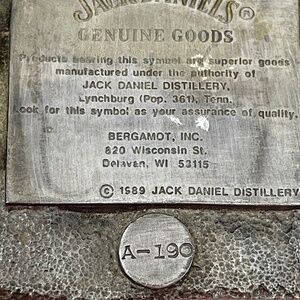 JACK DANIEL'S®
GENUINE GOODS
Products bearing this symbol are superior goods
manufactured under the authority of
JACK DANIEL DISTILLERY,
Lynchburg (Pop. 361), Tenn.
Look for this symbol as your assurance of quality.
BERGAMOT, INC.
820 Wisconsin St.
Delavan, WI 53115
© 1989 JACK DANIEL DISTILLERY
A-190